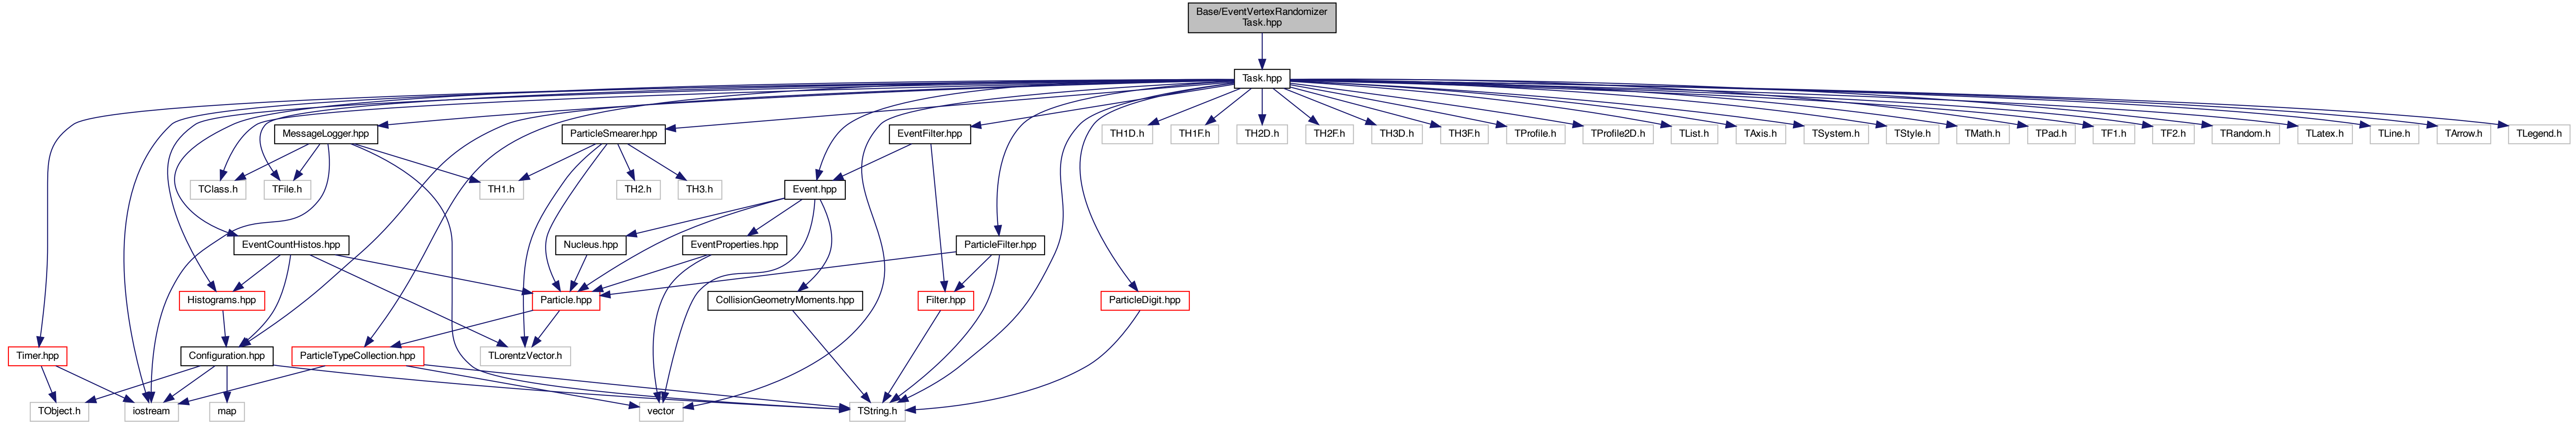 Base/EventVertexRandomizer
Task.hpp
Task.hpp
MessageLogger.hpp
ParticleSmearer.hpp
EventFilter.hpp
TH1D.h
TH1F.h
TH2D.h
TH2F.h
TH3D.h
TH3F.h
TProfile.h
TProfile2D.h
TList.h
TAxis.h
TSystem.h
TStyle.h
TMath.h
TPad.h
TF1.h
TF2.h
TRandom.h
TLatex.h
TLine.h
TArrow.h
TLegend.h
TClass.h
TFile.h
TH1.h
TH2.h
TH3.h
Event.hpp
EventCountHistos.hpp
Nucleus.hpp
EventProperties.hpp
ParticleFilter.hpp
Histograms.hpp
Particle.hpp
CollisionGeometryMoments.hpp
Filter.hpp
ParticleDigit.hpp
Timer.hpp
Configuration.hpp
ParticleTypeCollection.hpp
TLorentzVector.h
TObject.h
iostream
map
vector
TString.h